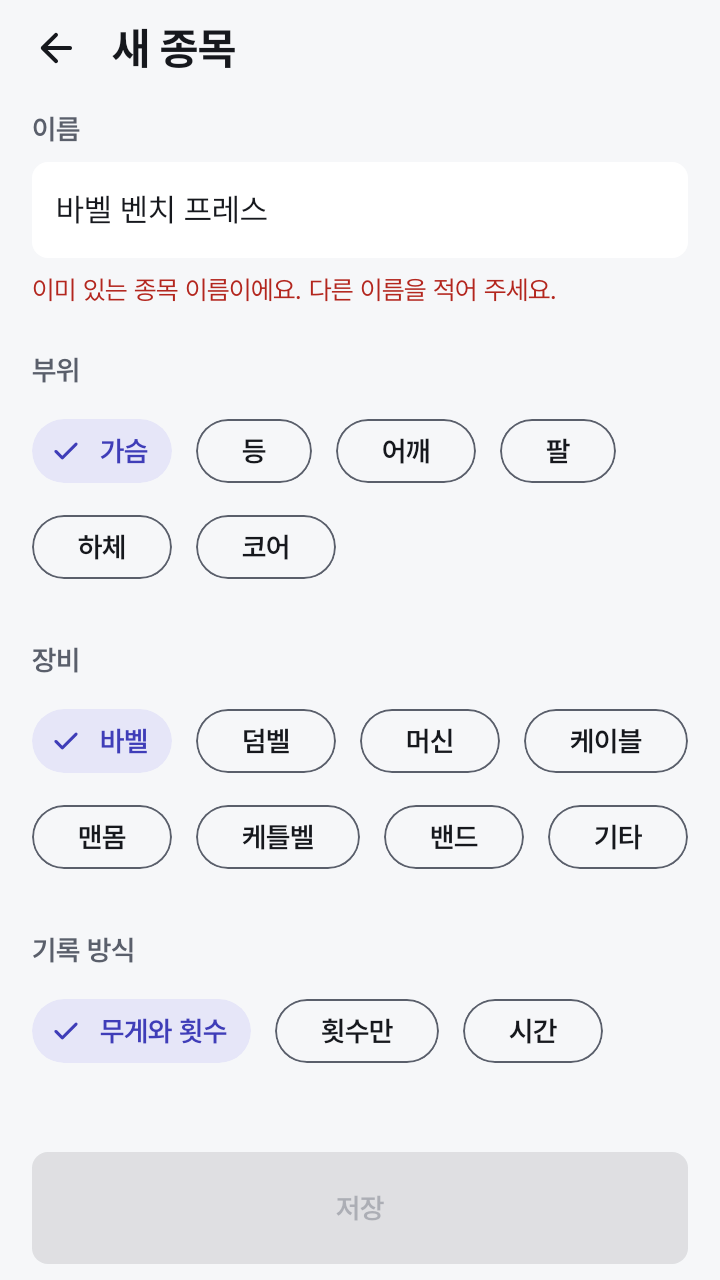 새 종목
이름
바벨 벤치 프레스
이미 있는 종목 이름이에요. 다른 이름을 적어 주세요.
부위
가슴 등 어깨 팔
하체 코어
장비
바벨 덤벨 머신 케이블
맨몸 케틀벨 밴드 기타
기록 방식
무게와 횟수 횟수만 시간
저장